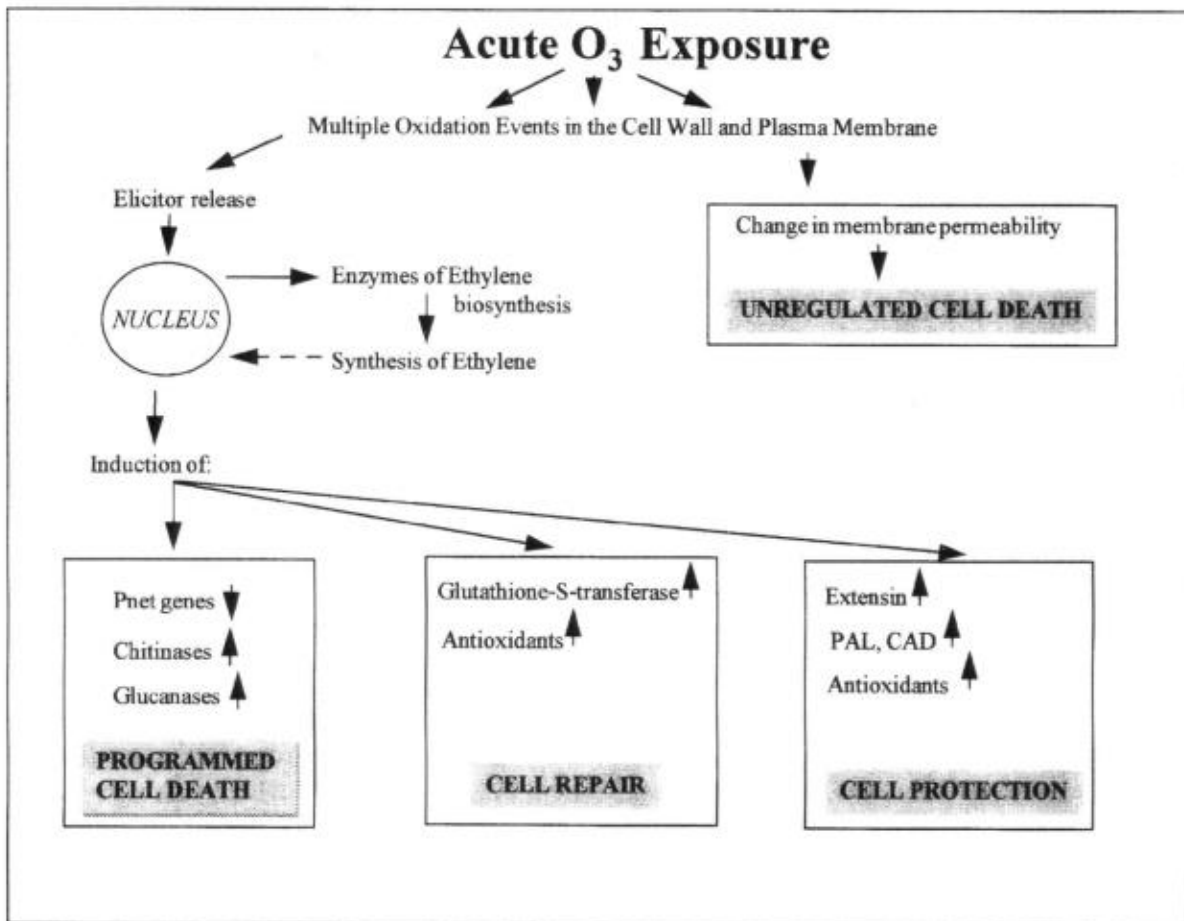 Acute O₃ Exposure
Multiple Oxidation Events in the Cell Wall and Plasma Membrane
Elicitor release
NUCLEUS
Enzymes of Ethylene
biosynthesis
Synthesis of Ethylene
Change in membrane permeability
UNREGULATED CELL DEATH
Induction of:
Pnet genes
Chitinases
Glucanases
PROGRAMMED
CELL DEATH
Glutathione-S-transferase
Antioxidants
CELL REPAIR
Extensin
PAL, CAD
Antioxidants
CELL PROTECTION